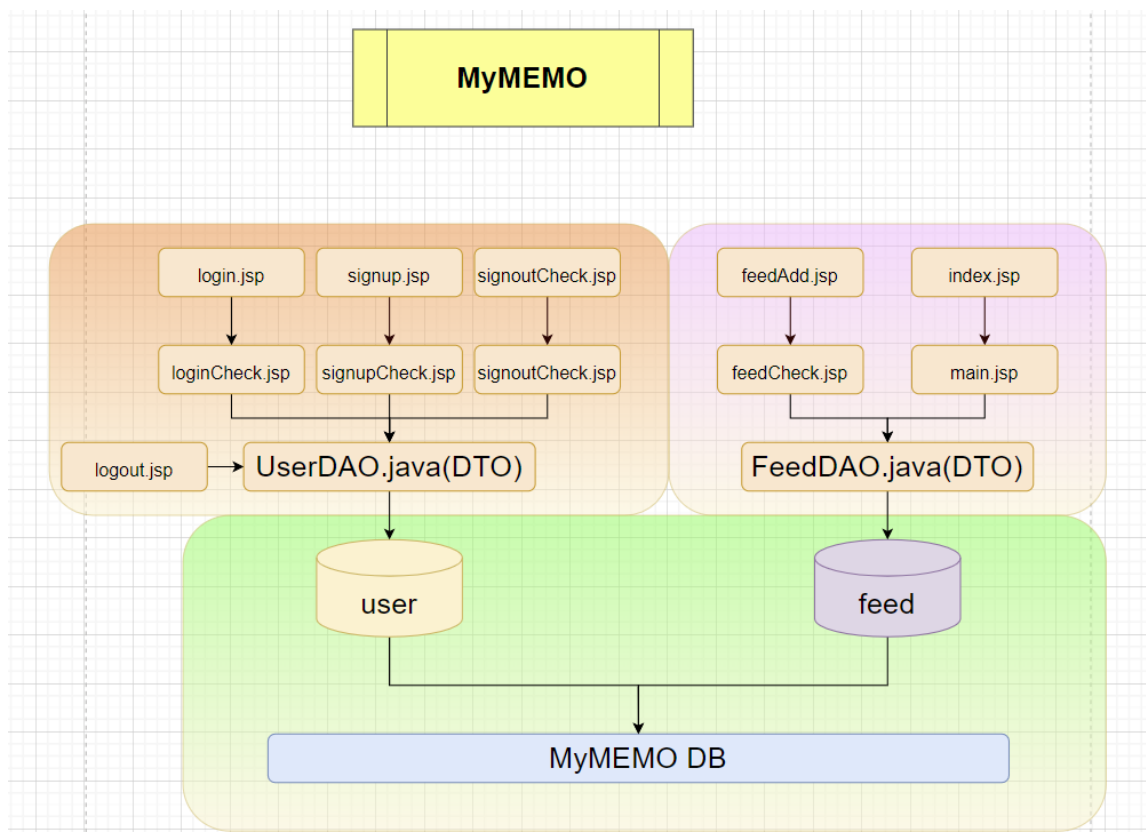 MyMEMO
login.jsp
signup.jsp
signoutCheck.jsp
feedAdd.jsp
index.jsp
loginCheck.jsp
signupCheck.jsp
signoutCheck.jsp
feedCheck.jsp
main.jsp
logout.jsp
UserDAO.java(DTO)
FeedDAO.java(DTO)
user
feed
MyMEMO DB